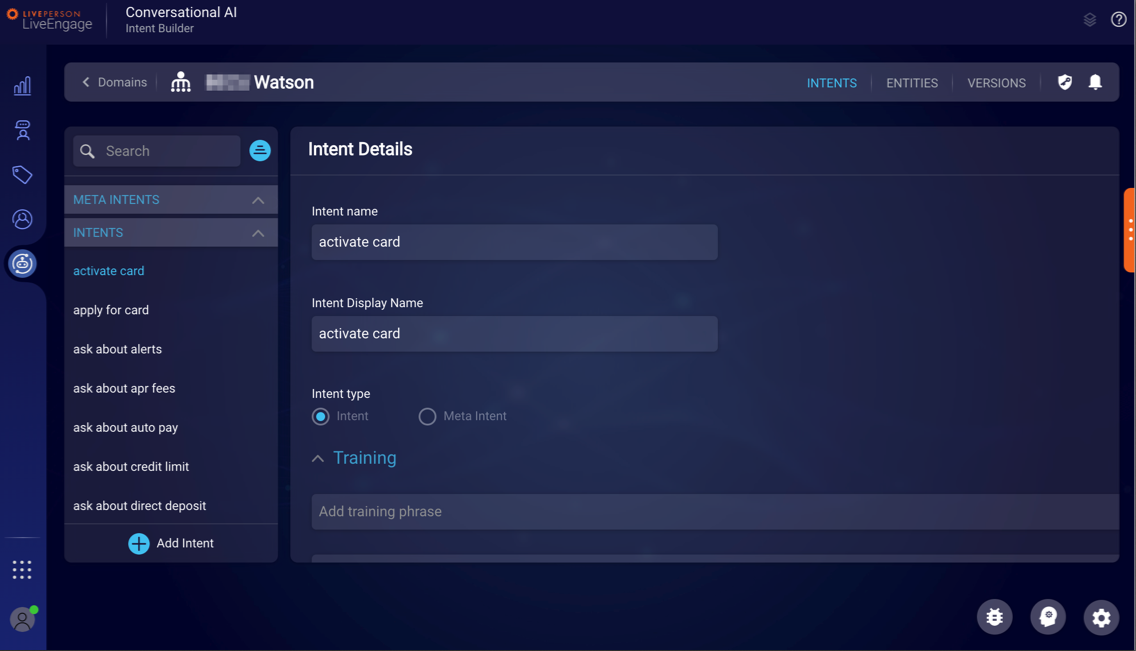 LIVEPERSON
LiveEngage
Conversational AI
Intent Builder
Domains
Watson
INTENTS
ENTITIES
VERSIONS
Search
META INTENTS
INTENTS
activate card
apply for card
ask about alerts
ask about apr fees
ask about auto pay
ask about credit limit
ask about direct deposit
Add Intent
Intent Details
Intent name
activate card
Intent Display Name
activate card
Intent type
Intent
Meta Intent
Training
Add training phrase